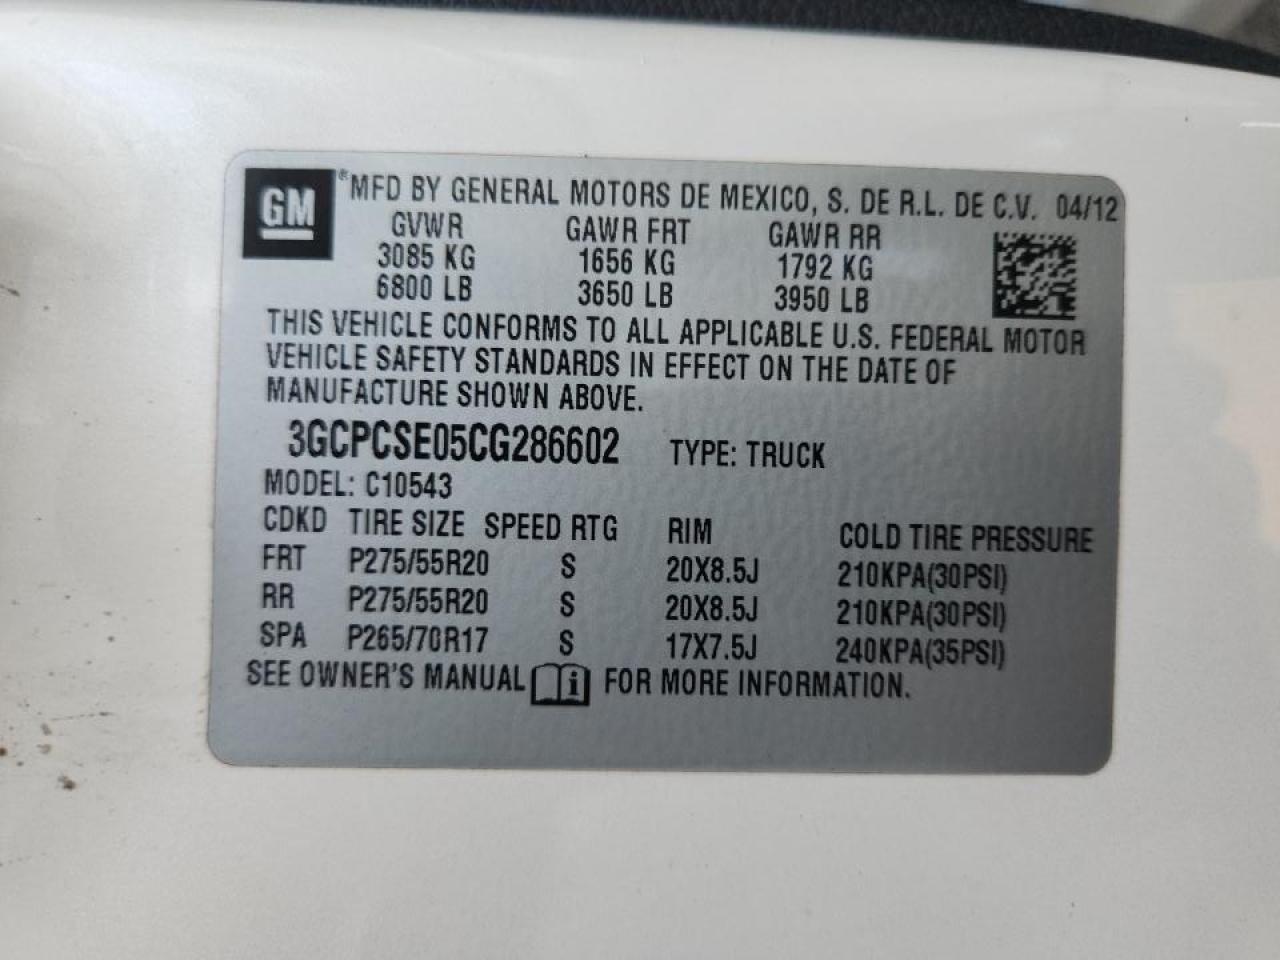 GM ® MFD BY GENERAL MOTORS DE MEXICO, S. DE R.L. DE C.V. 04/12
GVWR GAWR FRT GAWR RR
3085 KG 1656 KG 1792 KG
6800 LB 3650 LB 3950 LB
THIS VEHICLE CONFORMS TO ALL APPLICABLE U.S. FEDERAL MOTOR
VEHICLE SAFETY STANDARDS IN EFFECT ON THE DATE OF
MANUFACTURE SHOWN ABOVE.
3GCPCSE05CG286602 TYPE: TRUCK
MODEL: C10543
CDKD TIRE SIZE SPEED RTG RIM COLD TIRE PRESSURE
FRT P275/55R20 S 20X8.5J 210KPA(30PSI)
RR P275/55R20 S 20X8.5J 210KPA(30PSI)
SPA P265/70R17 S 17X7.5J 240KPA(35PSI)
SEE OWNER'S MANUAL i FOR MORE INFORMATION.